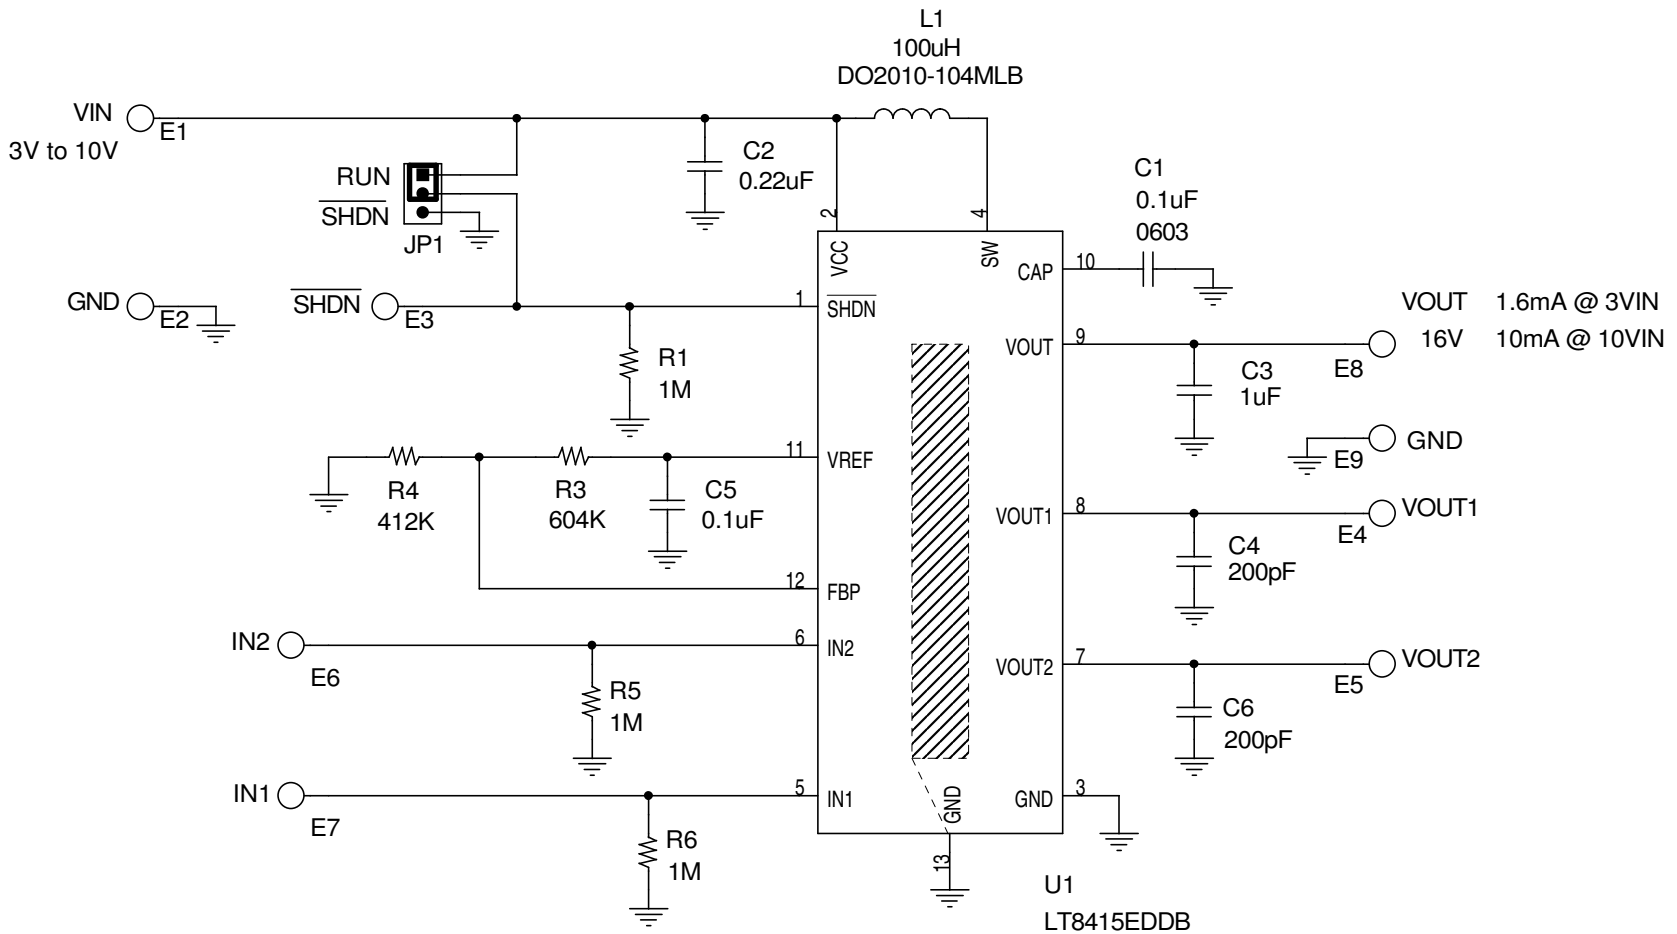 L1
100uH
DO2010-104MLB
VIN
E1
3V to 10V
RUN
SHDN
JP1
C2
0.22uF
2
4
VCC
SW
C1
0.1uF
0603
CAP
10
GND
E2
SHDN
E3
1
SHDN
R1
1M
VOUT
9
VOUT 1.6mA @ 3VIN
16V 10mA @ 10VIN
E8
C3
1uF
GND
E9
R4
412K
R3
604K
C5
0.1uF
11
VREF
12
FBP
VOUT1
8
VOUT1
E4
C4
200pF
IN2
E6
6
IN2
R5
1M
VOUT2
7
VOUT2
E5
C6
200pF
IN1
E7
5
IN1
R6
1M
GND
3
GND
13
U1
LT8415EDDB